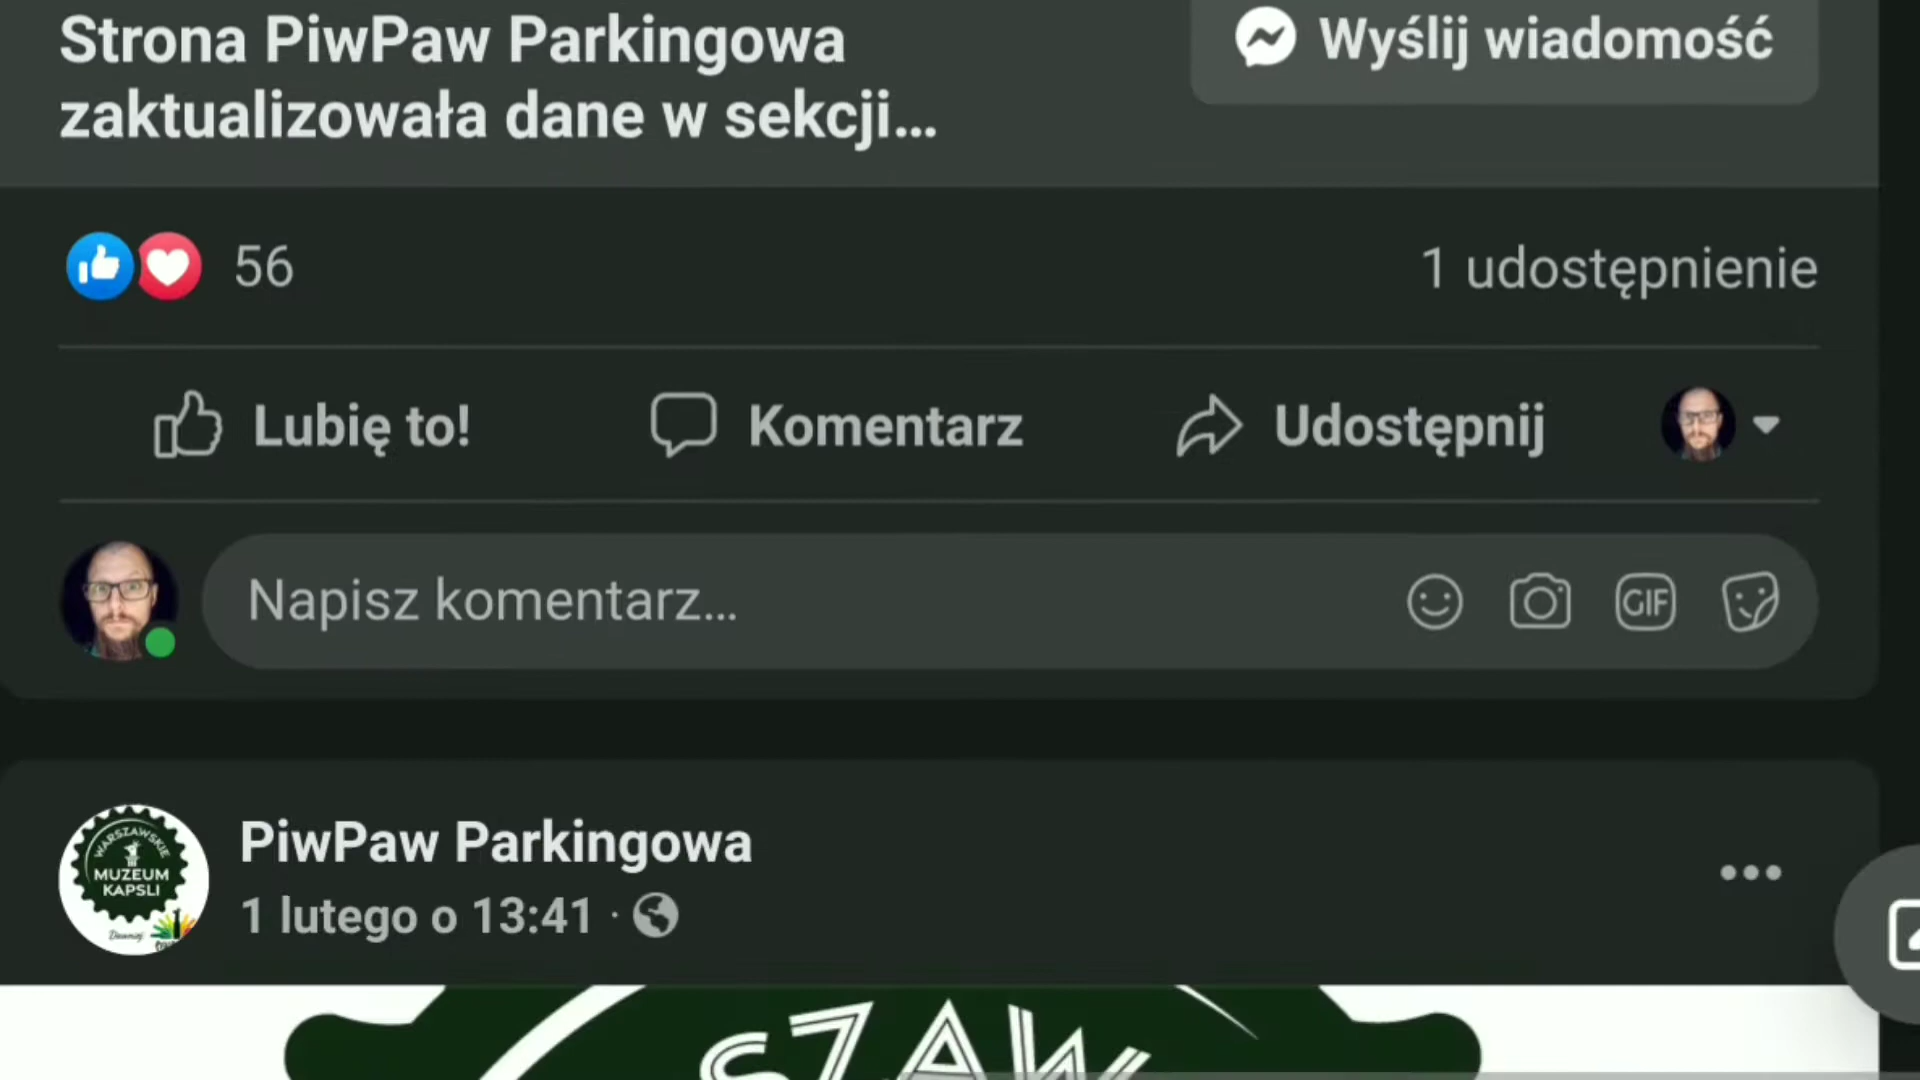 Strona PiwPaw Parkingowa
zaktualizowała dane w sekcji...
Wyślij wiadomość
56
1 udostępnienie
Lubię to!
Komentarz
Udostępnij
Napisz komentarz...
GIF
WARSZAWSKIE
MUZEUM
KAPSLI
PiwPaw Parkingowa
1 lutego o 13:41
SZAW